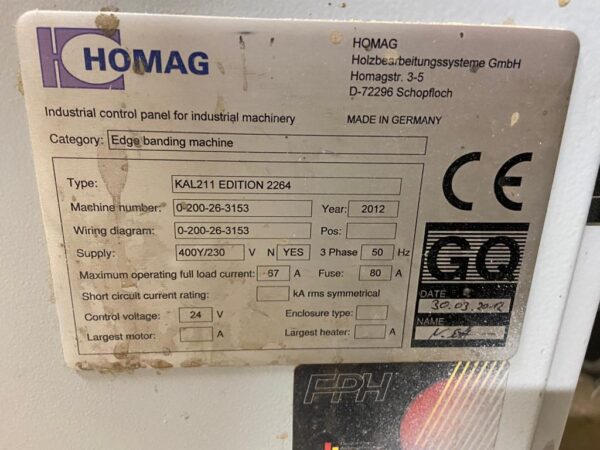 HOMAG
HOMAG
Holzbearbeitungssysteme GmbH
Homagstr. 3-5
D-72296 Schopfloch
Industrial control panel for industrial machinery
MADE IN GERMANY
Category: Edge banding machine
CE
Type: KAL211 EDITION 2264
Machine number: 0-200-26-3153 Year: 2012
Wiring diagram: 0-200-26-3153 Pos:
Supply: 400Y/230 V N YES 3 Phase 50 Hz
Maximum operating full load current: 67 A Fuse: 80 A
Short circuit current rating: kA rms symmetrical
Control voltage: 24 V Enclosure type:
Largest motor: A Largest heater: A
GQ
DATE
30.03.2012
NAME
FPH